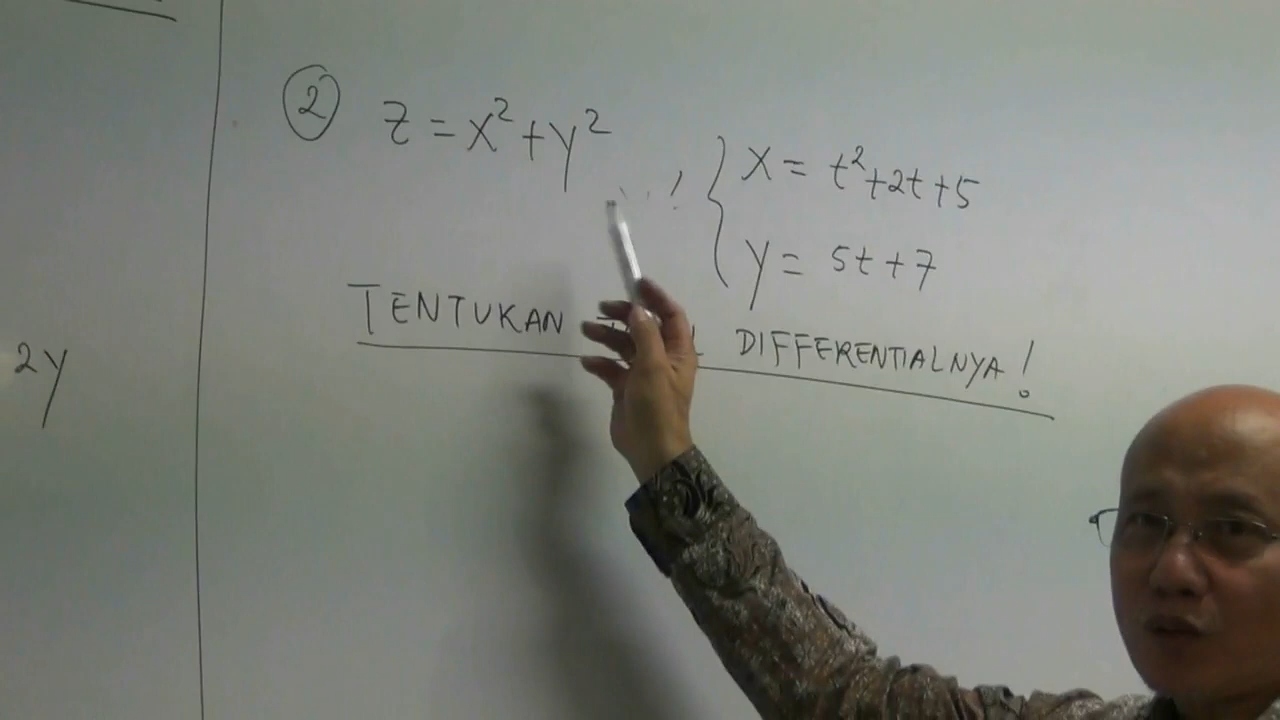 ② Z = X² + Y²
...! { X = t² + 2t + 5
Y = 5t + 7
TENTUKAN DIFFERENTIALNYA!
2Y